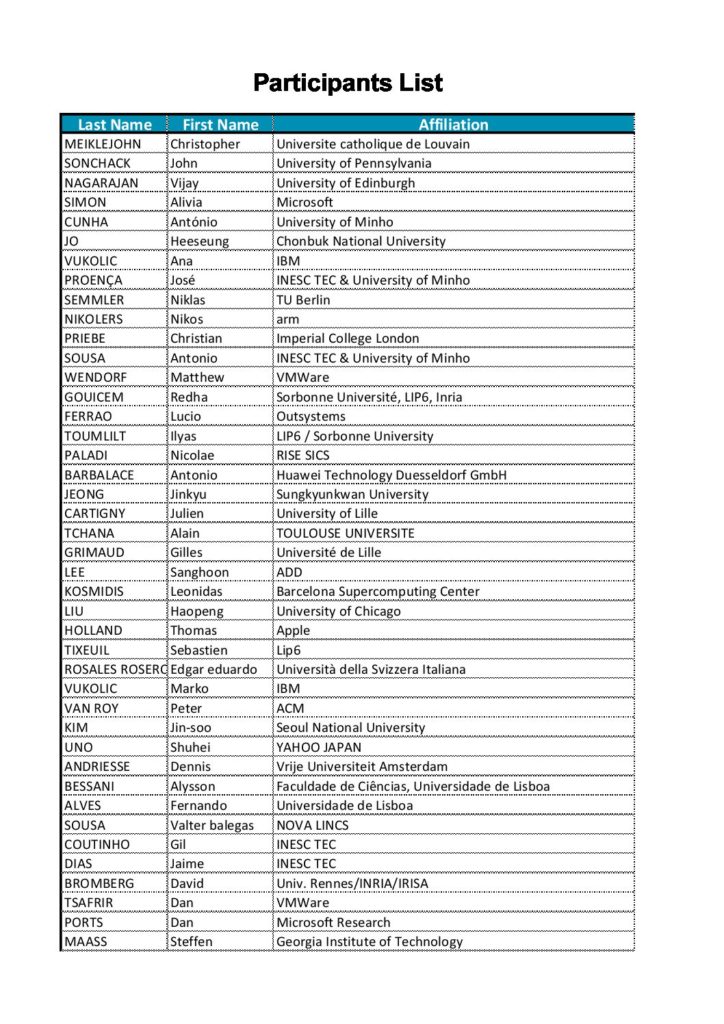 Participants List
Last Name First Name Affiliation
MEIKLEJOHN Christopher Universite catholique de Louvain
SONCHACK John University of Pennsylvania
NAGARAJAN Vijay University of Edinburgh
SIMON Alivia Microsoft
CUNHA António University of Minho
JO Heeseung Chonbuk National University
VUKOLIC Ana IBM
PROENÇA José INESC TEC & University of Minho
SEMMLER Niklas TU Berlin
NIKOLERS Nikos arm
PRIEBE Christian Imperial College London
SOUSA Antonio INESC TEC & University of Minho
WENDORF Matthew VMWare
GOUICEM Redha Sorbonne Université, LIP6, Inria
FERRAO Lucio Outsystems
TOUMLILT Ilyas LIP6 / Sorbonne University
PALADI Nicolae RISE SICS
BARBALACE Antonio Huawei Technology Duesseldorf GmbH
JEONG Jinkyu Sungkyunkwan University
CARTIGNY Julien University of Lille
TCHANA Alain TOULOUSE UNIVERSITE
GRIMAUD Gilles Université de Lille
LEE Sanghoon ADD
KOSMIDIS Leonidas Barcelona Supercomputing Center
LIU Haopeng University of Chicago
HOLLAND Thomas Apple
TIXEUIL Sebastien Lip6
ROSALES ROSERO Edgar eduardo Università della Svizzera Italiana
VUKOLIC Marko IBM
VAN ROY Peter ACM
KIM Jin-soo Seoul National University
UNO Shuhei YAHOO JAPAN
ANDRIESSE Dennis Vrije Universiteit Amsterdam
BESSANI Alysson Faculdade de Ciências, Universidade de Lisboa
ALVES Fernando Universidade de Lisboa
SOUSA Valter balegas NOVA LINCS
COUTINHO Gil INESC TEC
DIAS Jaime INESC TEC
BROMBERG David Univ. Rennes/INRIA/IRISA
TSAFRIR Dan VMWare
PORTS Dan Microsoft Research
MAASS Steffen Georgia Institute of Technology